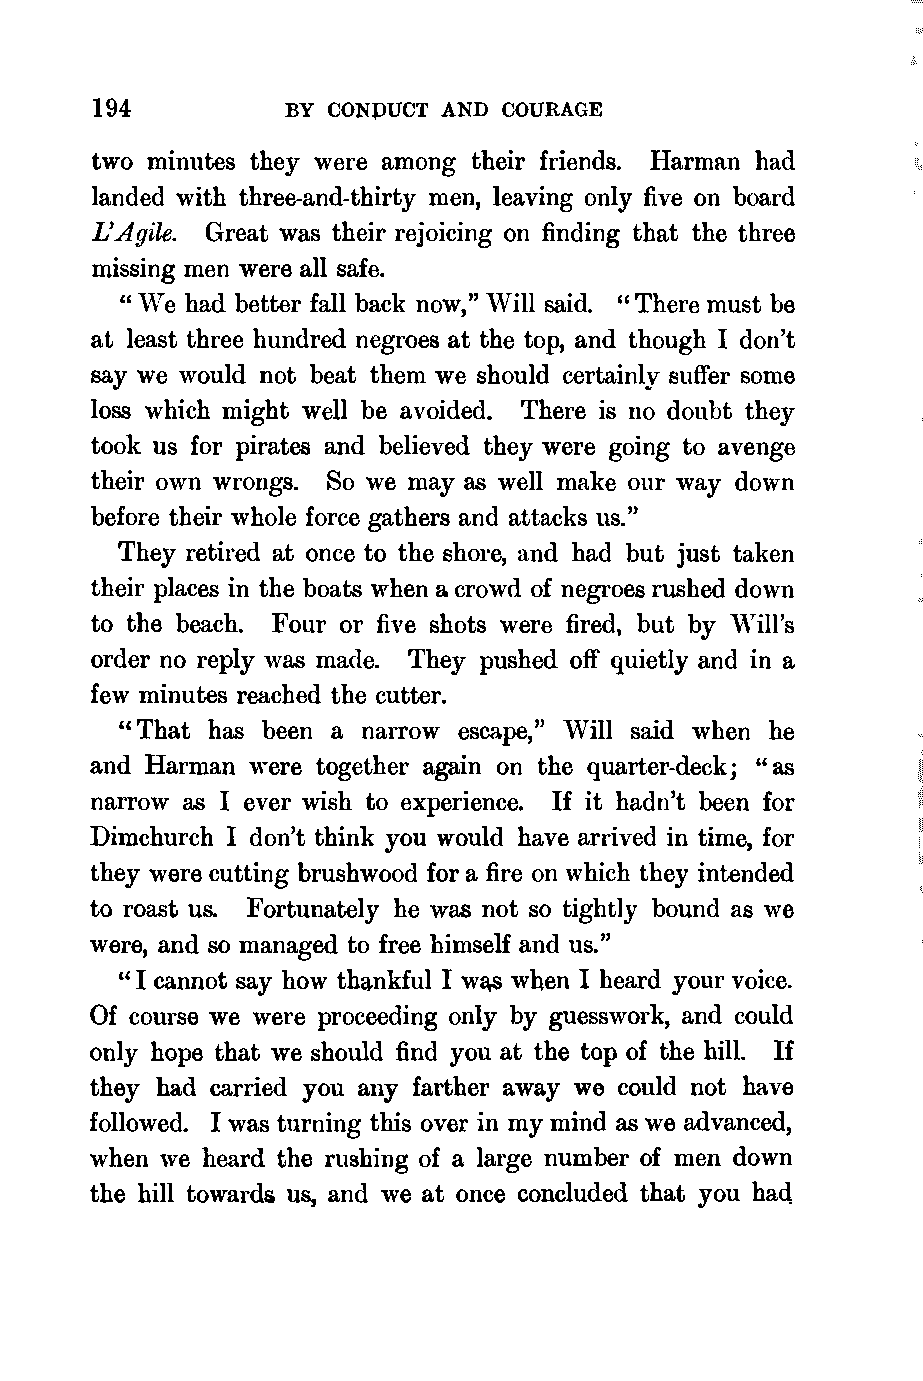 194 BY CONDUCT AND COURAGE
two minutes they were among their friends. Harman had
landed with three-and-thirty men, leaving only five on board
L'Agile. Great was their rejoicing on finding that the three
missing men were all safe.
"We had better fall back now," Will said. "There must be
at least three hundred negroes at the top, and though I don't
say we would not beat them we should certainly suffer some
loss which might well be avoided. There is no doubt they
took us for pirates and believed they were going to avenge
their own wrongs. So we may as well make our way down
before their whole force gathers and attacks us."
They retired at once to the shore, and had but just taken
their places in the boats when a crowd of negroes rushed down
to the beach. Four or five shots were fired, but by Will's
order no reply was made. They pushed off quietly and in a
few minutes reached the cutter.
"That has been a narrow escape," Will said when he
and Harman were together again on the quarter-deck; "as
narrow as I ever wish to experience. If it hadn't been for
Dimchurch I don't think you would have arrived in time, for
they were cutting brushwood for a fire on which they intended
to roast us. Fortunately he was not so tightly bound as we
were, and so managed to free himself and us."
"I cannot say how thankful I was when I heard your voice.
Of course we were proceeding only by guesswork, and could
only hope that we should find you at the top of the hill. If
they had carried you any farther away we could not have
followed. I was turning this over in my mind as we advanced,
when we heard the rushing of a large number of men down
the hill towards us, and we at once concluded that you had